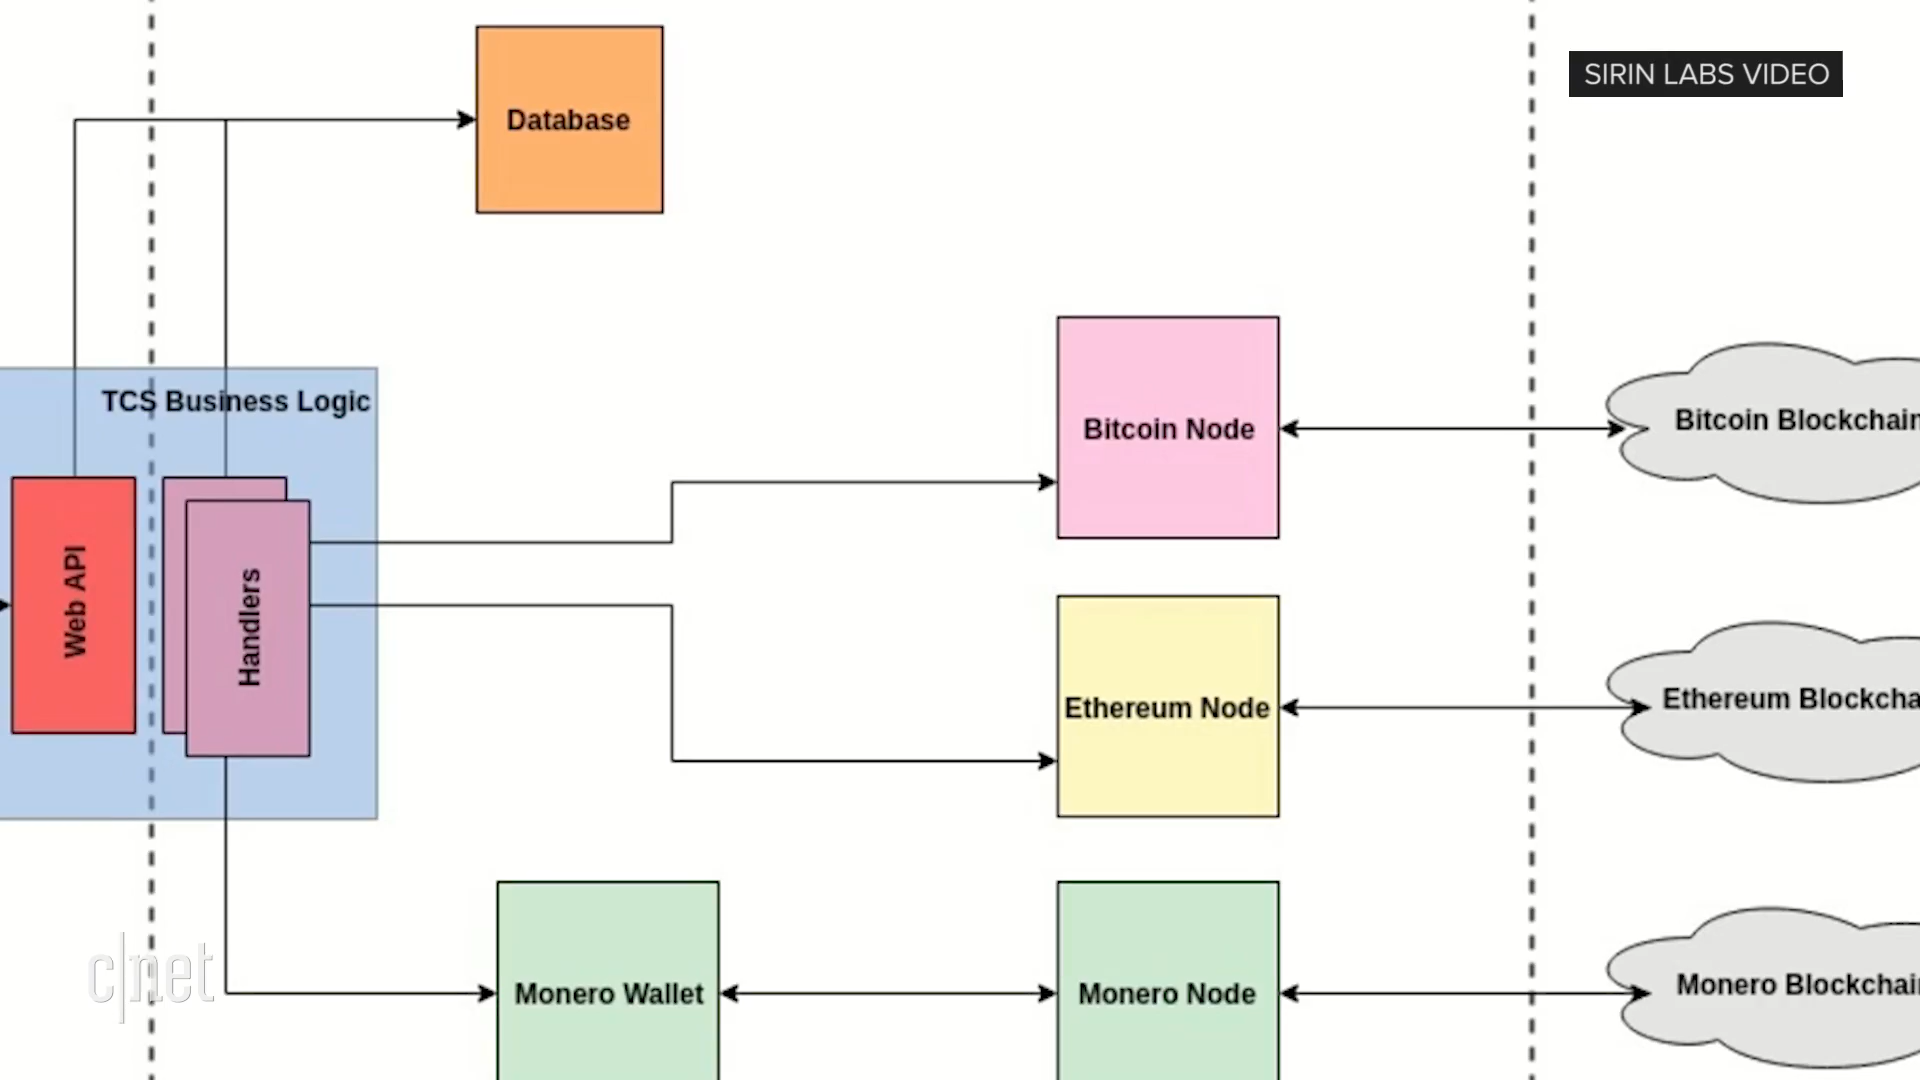 SIRIN LABS VIDEO
Database
TCS Business Logic
Bitcoin Node
Bitcoin Blockchain
Web API
Handlers
Ethereum Node
Ethereum Blockcha
Monero Wallet
Monero Node
Monero Blockchai
c|net